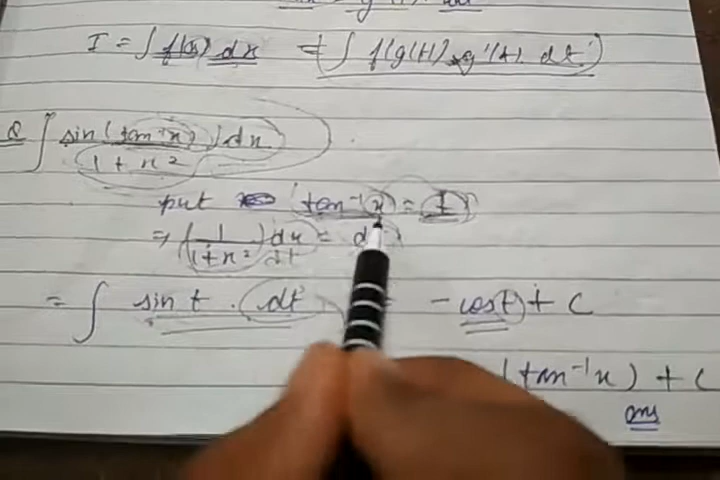 I = ∫ f(x) dx = ∫ f(g(t)) g'(t). dt
Q ∫ sin(tan⁻¹x) / 1 + x² dx
put tan⁻¹(x) = t
⇒ (1 / 1+x²) dx = d
dt
= ∫ sin t . dt - cos t + C
(tan⁻¹x) + C
ans